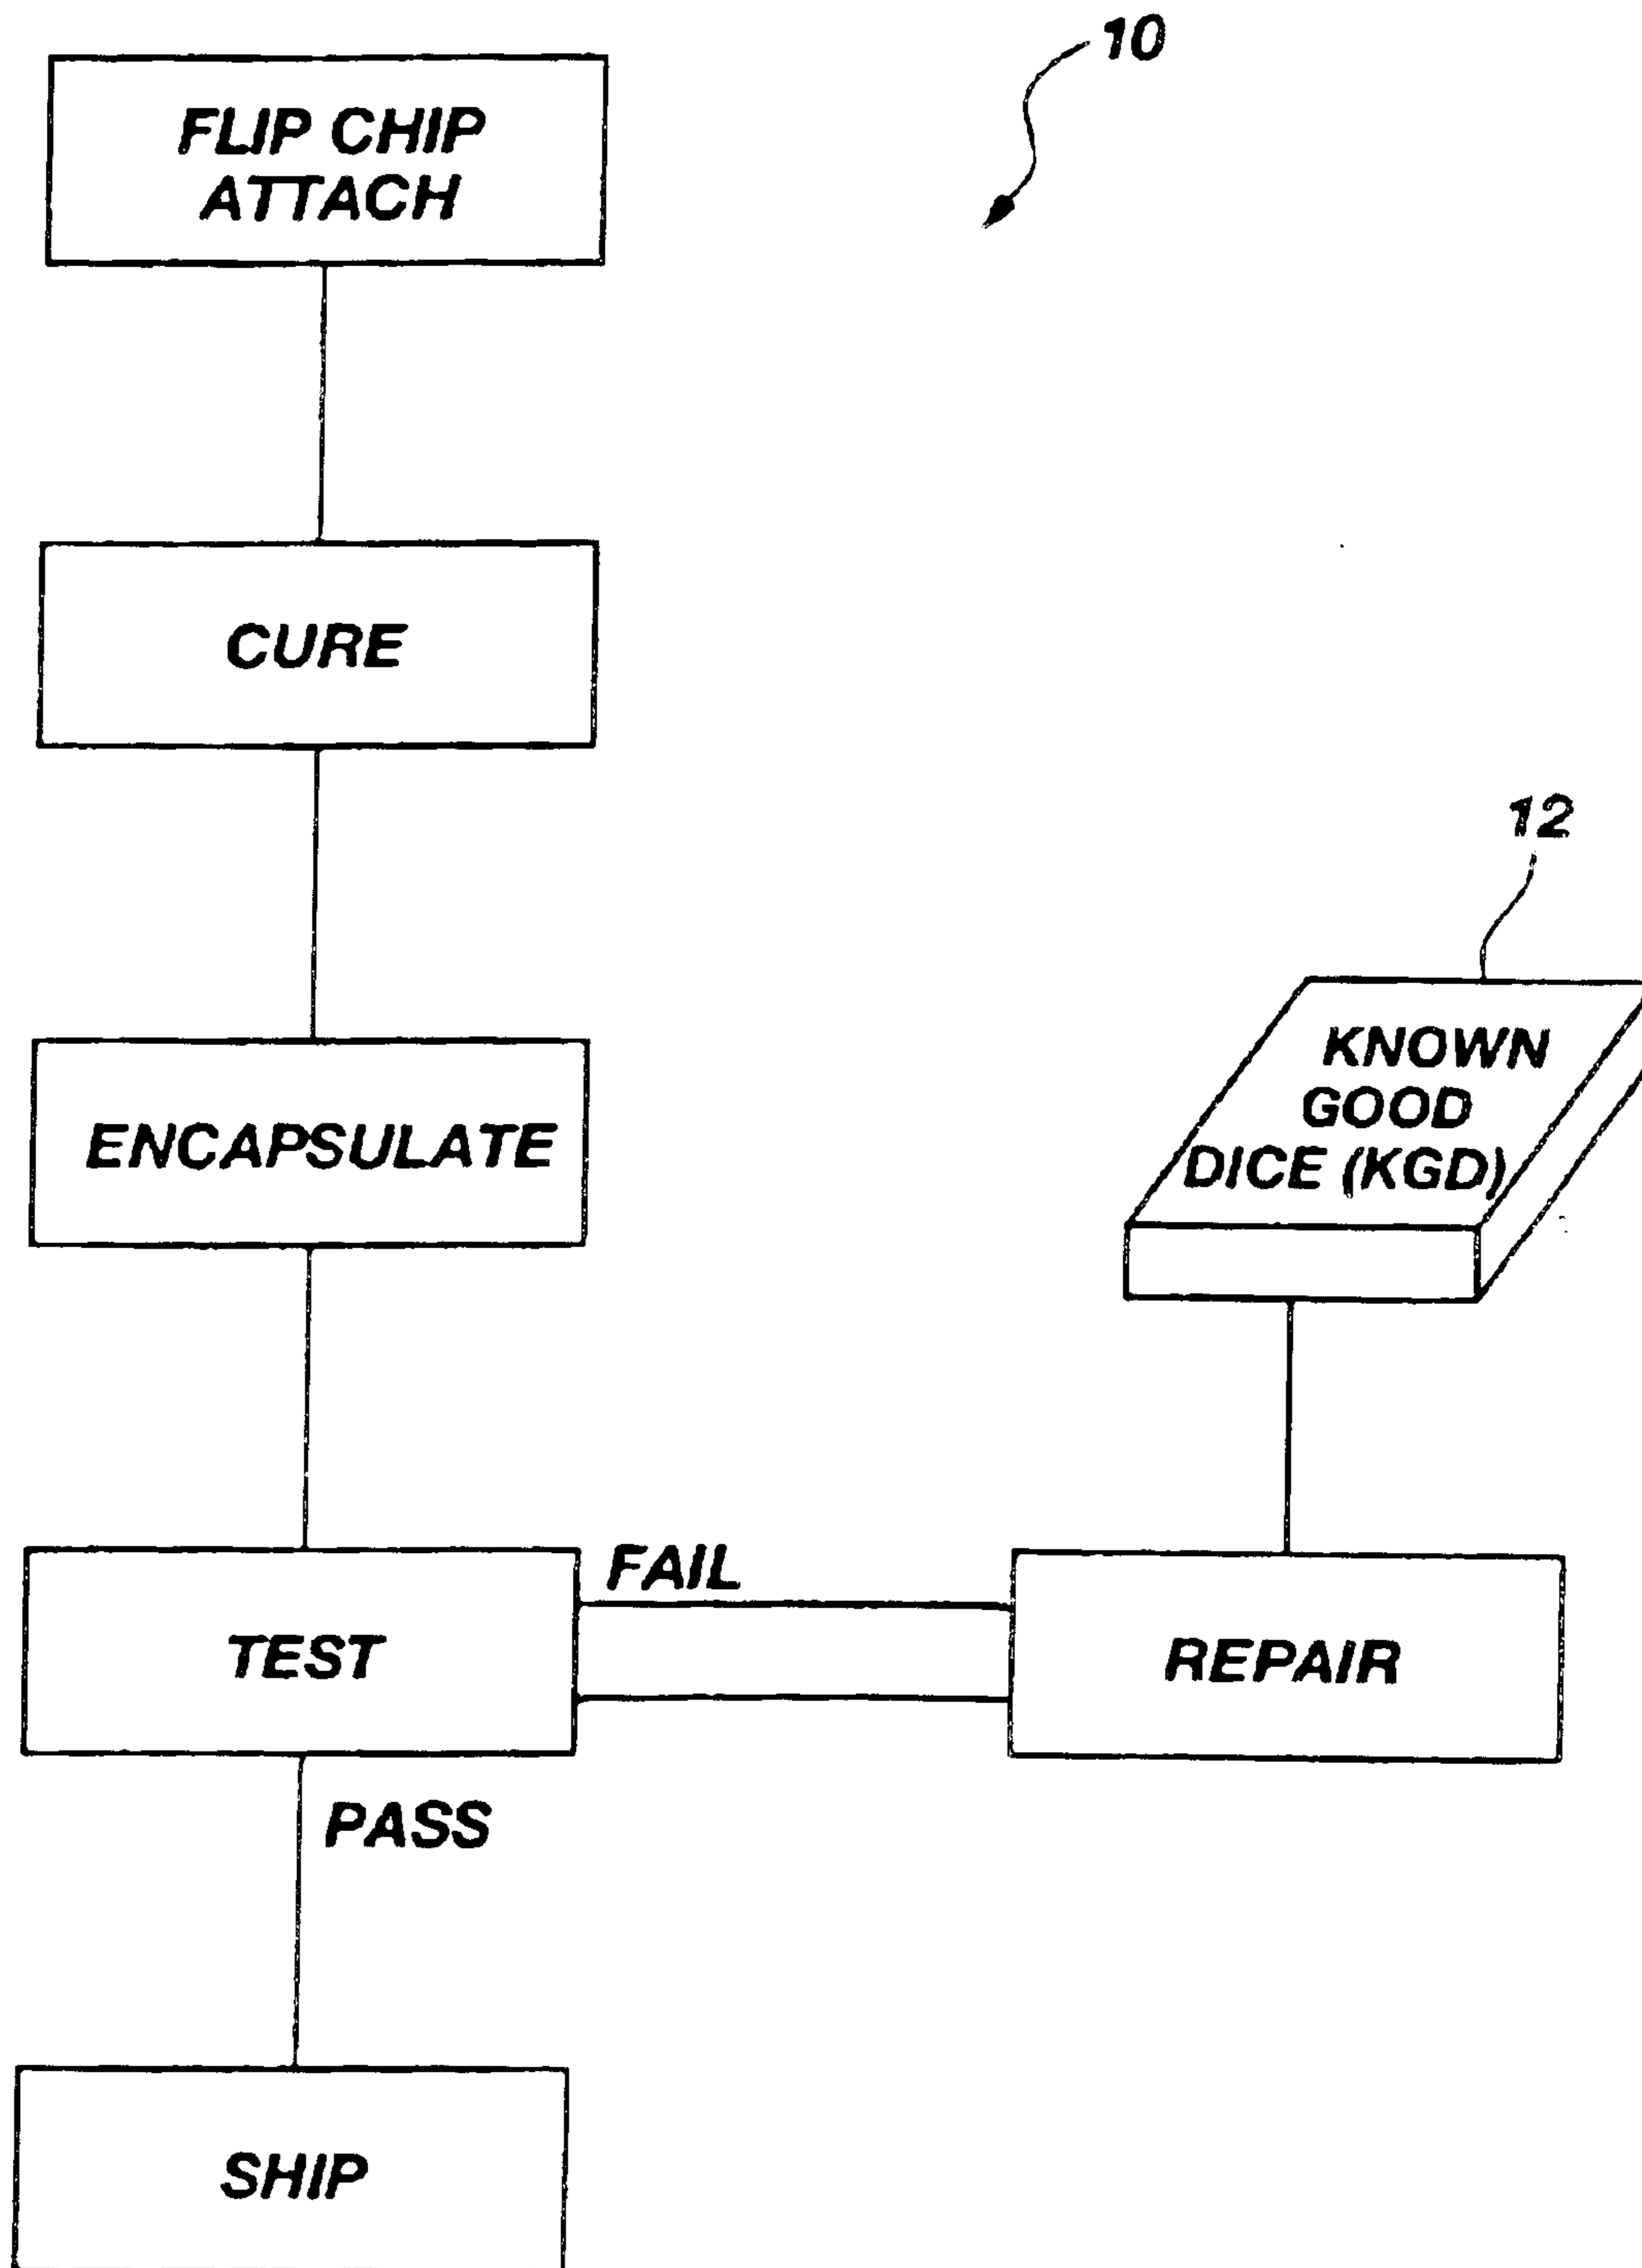 10
FLIP CHIP
ATTACH
CURE
12
KNOWN
GOOD
DICE (KGD)
ENCAPSULATE
FAIL
TEST
REPAIR
PASS
SHIP